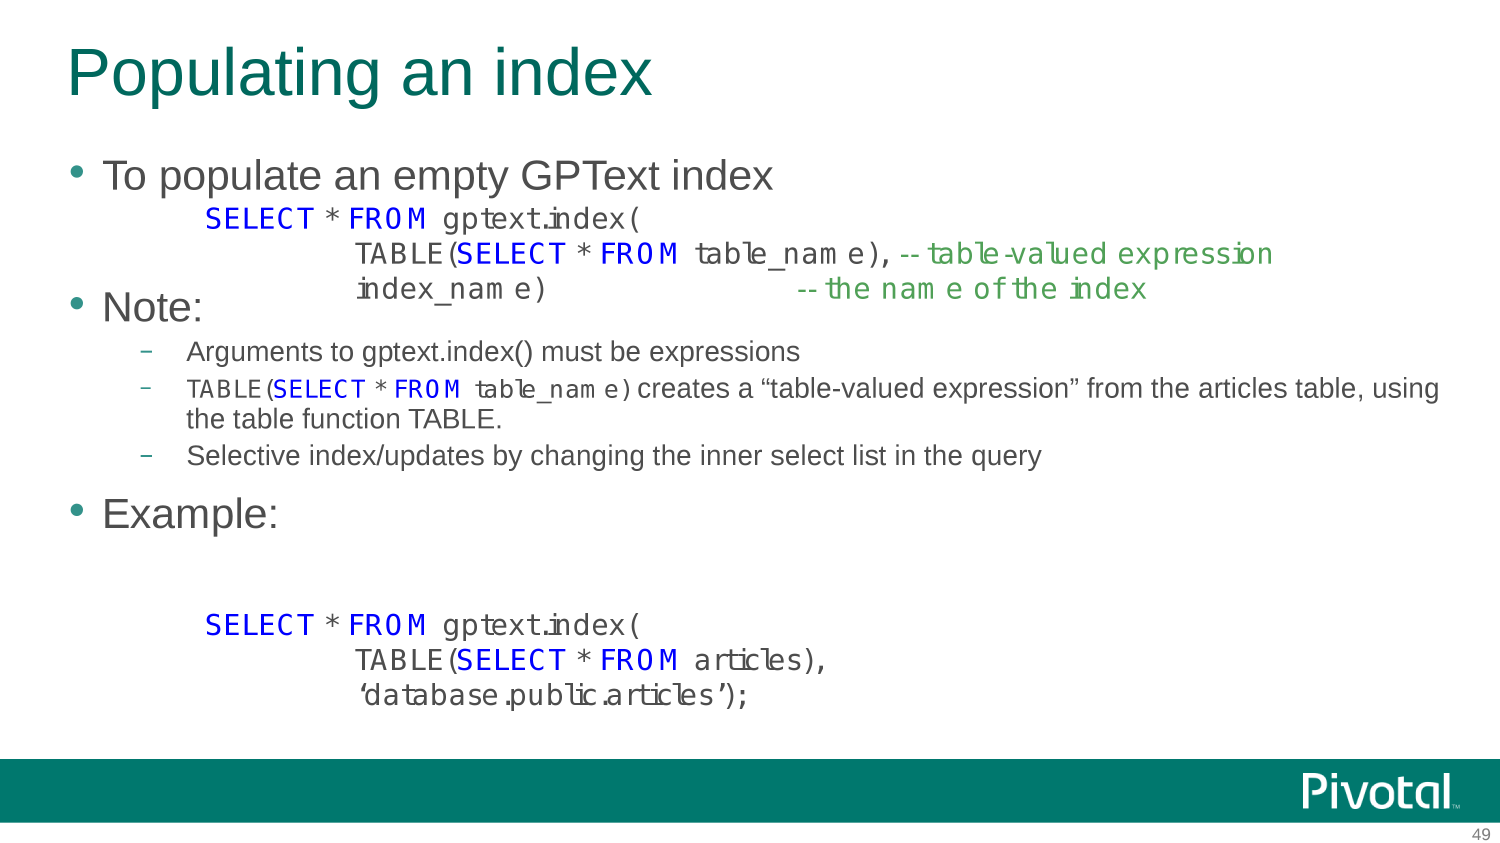 Populating an index
• To populate an empty GPText index
SELECT * FROM gptext.index(
TABLE(SELECT * FROM table_name), -- table-valued expression
index_name) -- the name of the index
• Note:
– Arguments to gptext.index() must be expressions
– TABLE(SELECT * FROM table_name) creates a “table-valued expression” from the articles table, using
the table function TABLE.
– Selective index/updates by changing the inner select list in the query
• Example:
SELECT * FROM gptext.index(
TABLE(SELECT * FROM articles),
‘database.public.articles’);
Pivotal™
49